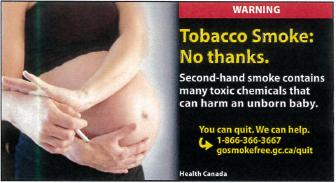 WARNING
Tobacco Smoke:
No thanks.
Second-hand smoke contains
many toxic chemicals that
can harm an unborn baby.
You can quit. We can help.
1-866-366-3667
gosmokefree.gc.ca/quit
Health Canada